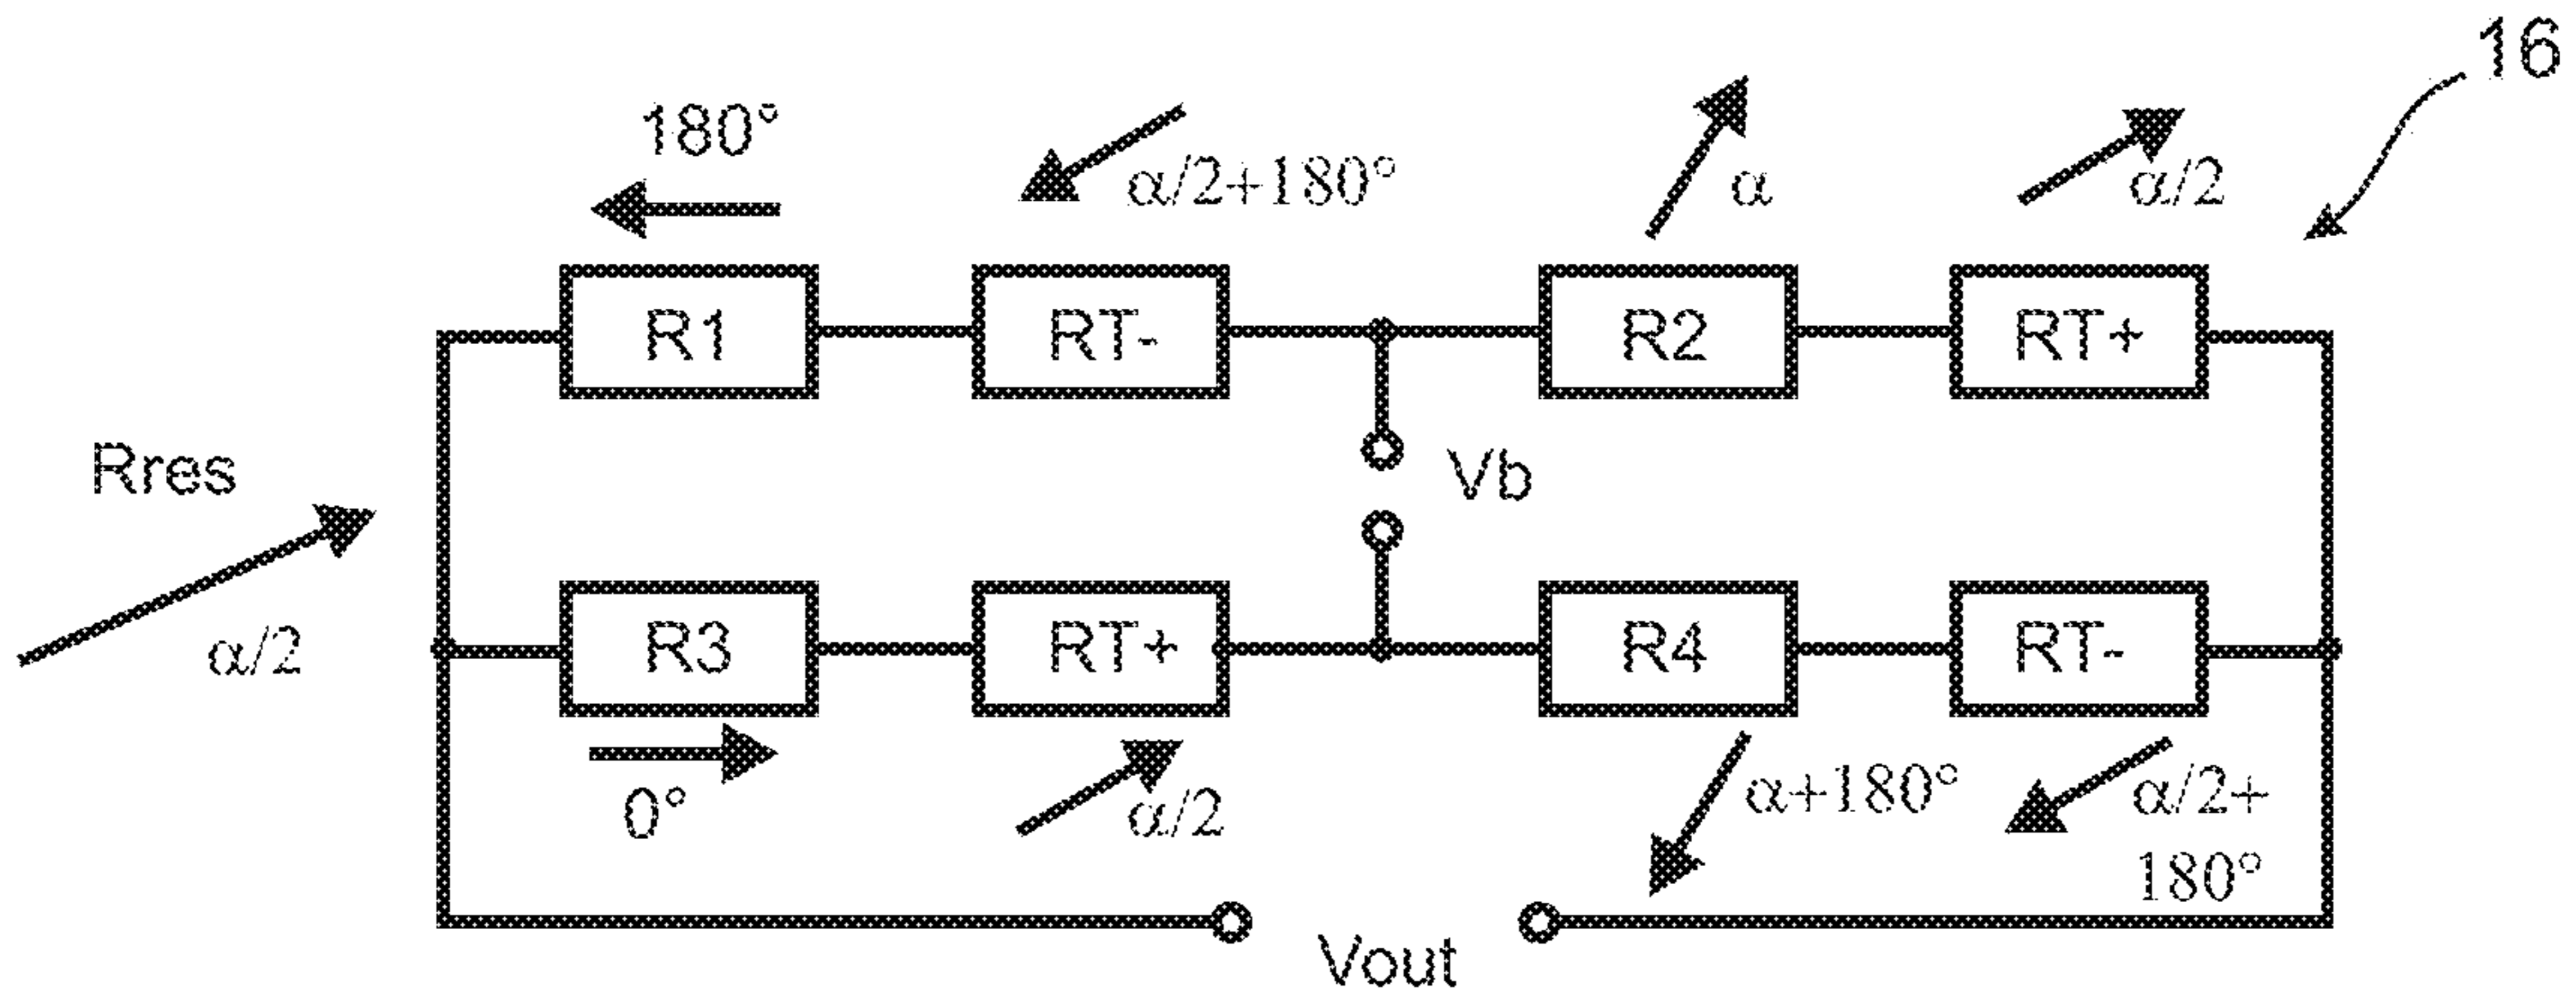 16
180°
α/2+180°
α
α/2
R1
RT-
R2
RT+
Rres
Vb
α/2
R3
RT+
R4
RT-
0°
α/2
α+180°
α/2+
180°
Vout